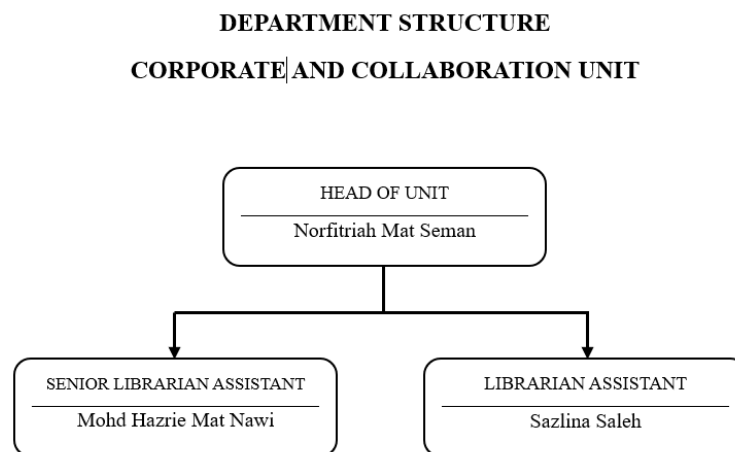 DEPARTMENT STRUCTURE
CORPORATE AND COLLABORATION UNIT
HEAD OF UNIT
Norfitriah Mat Seman
SENIOR LIBRARIAN ASSISTANT
Mohd Hazrie Mat Nawi
LIBRARIAN ASSISTANT
Sazlina Saleh